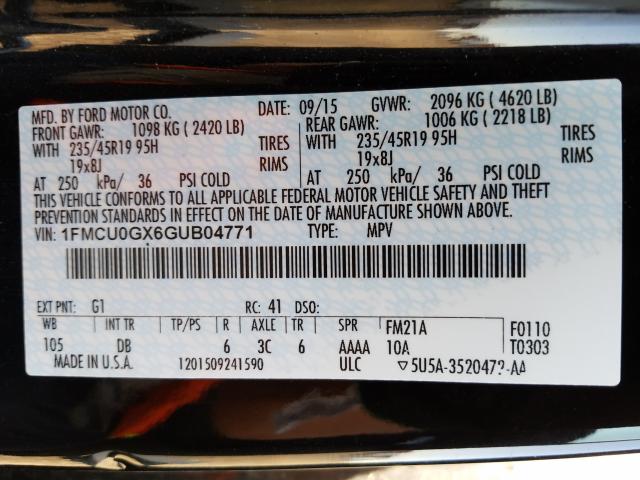 MFD. BY FORD MOTOR CO. DATE: 09/15 GVWR: 2096 KG ( 4620 LB)
FRONT GAWR: 1098 KG ( 2420 LB) REAR GAWR: 1006 KG ( 2218 LB)
WITH 235/45R19 95H TIRES WITH 235/45R19 95H TIRES
19x8J RIMS 19x8J RIMS
AT 250 kPa/ 36 PSI COLD AT 250 kPa/ 36 PSI COLD
THIS VEHICLE CONFORMS TO ALL APPLICABLE FEDERAL MOTOR VEHICLE SAFETY AND THEFT
PREVENTION STANDARDS IN EFFECT ON THE DATE OF MANUFACTURE SHOWN ABOVE.
VIN: 1FMCU0GX6GUB04771 TYPE: MPV
EXT PNT: G1 RC: 41 DSO:
WB INT TR TP/PS R AXLE TR SPR FM21A F0110
105 DB 6 3C 6 AAAA 10A T0303
MADE IN U.S.A. 1201509241590 ULC ▽5U5A-3520472-AA